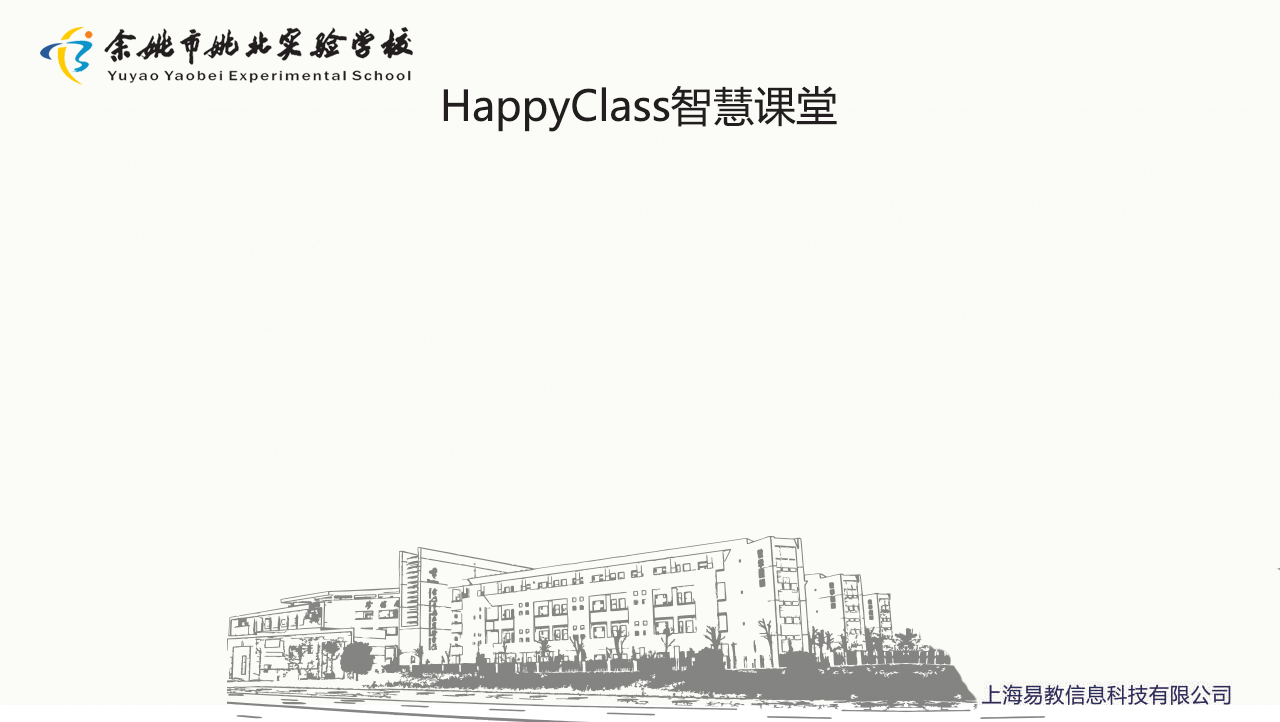 余姚市姚北实验学校
Yuyao Yaobei Experimental School
HappyClass智慧课堂
上海易教信息科技有限公司